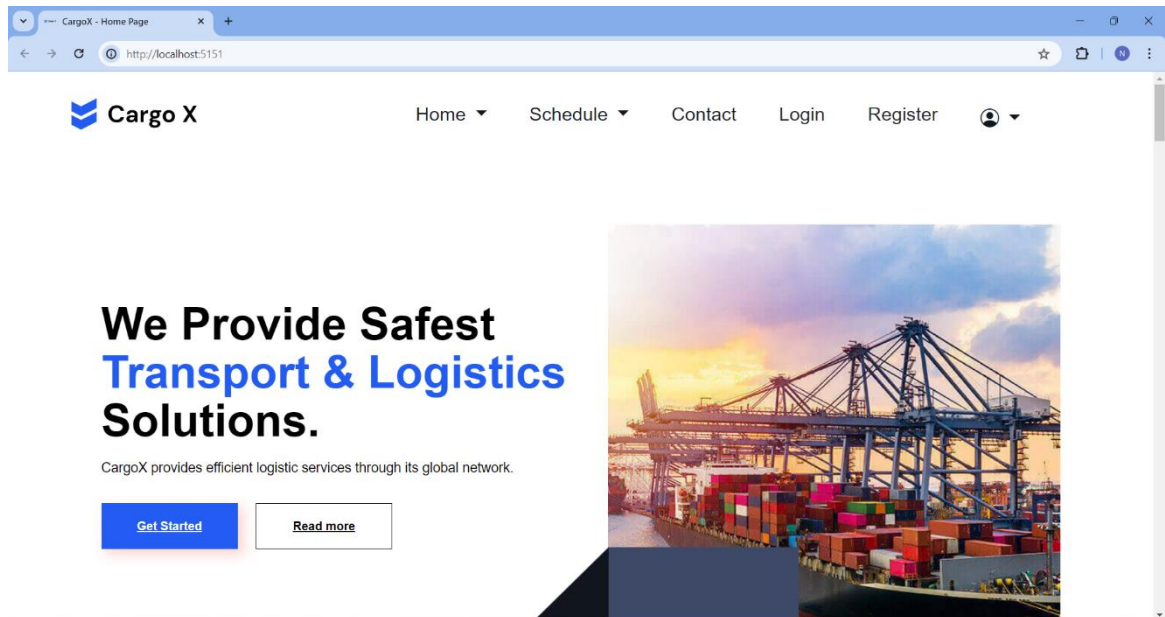 CargoX - Home Page
http://localhost:5151
N
Cargo X
Home Schedule Contact Login Register
We Provide Safest
Transport & Logistics
Solutions.
CargoX provides efficient logistic services through its global network.
Get Started Read more